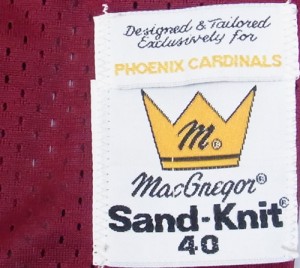 Designed & Tailored
Exclusively for
PHOENIX CARDINALS
M®
MacGregor®
Sand-Knit®
40